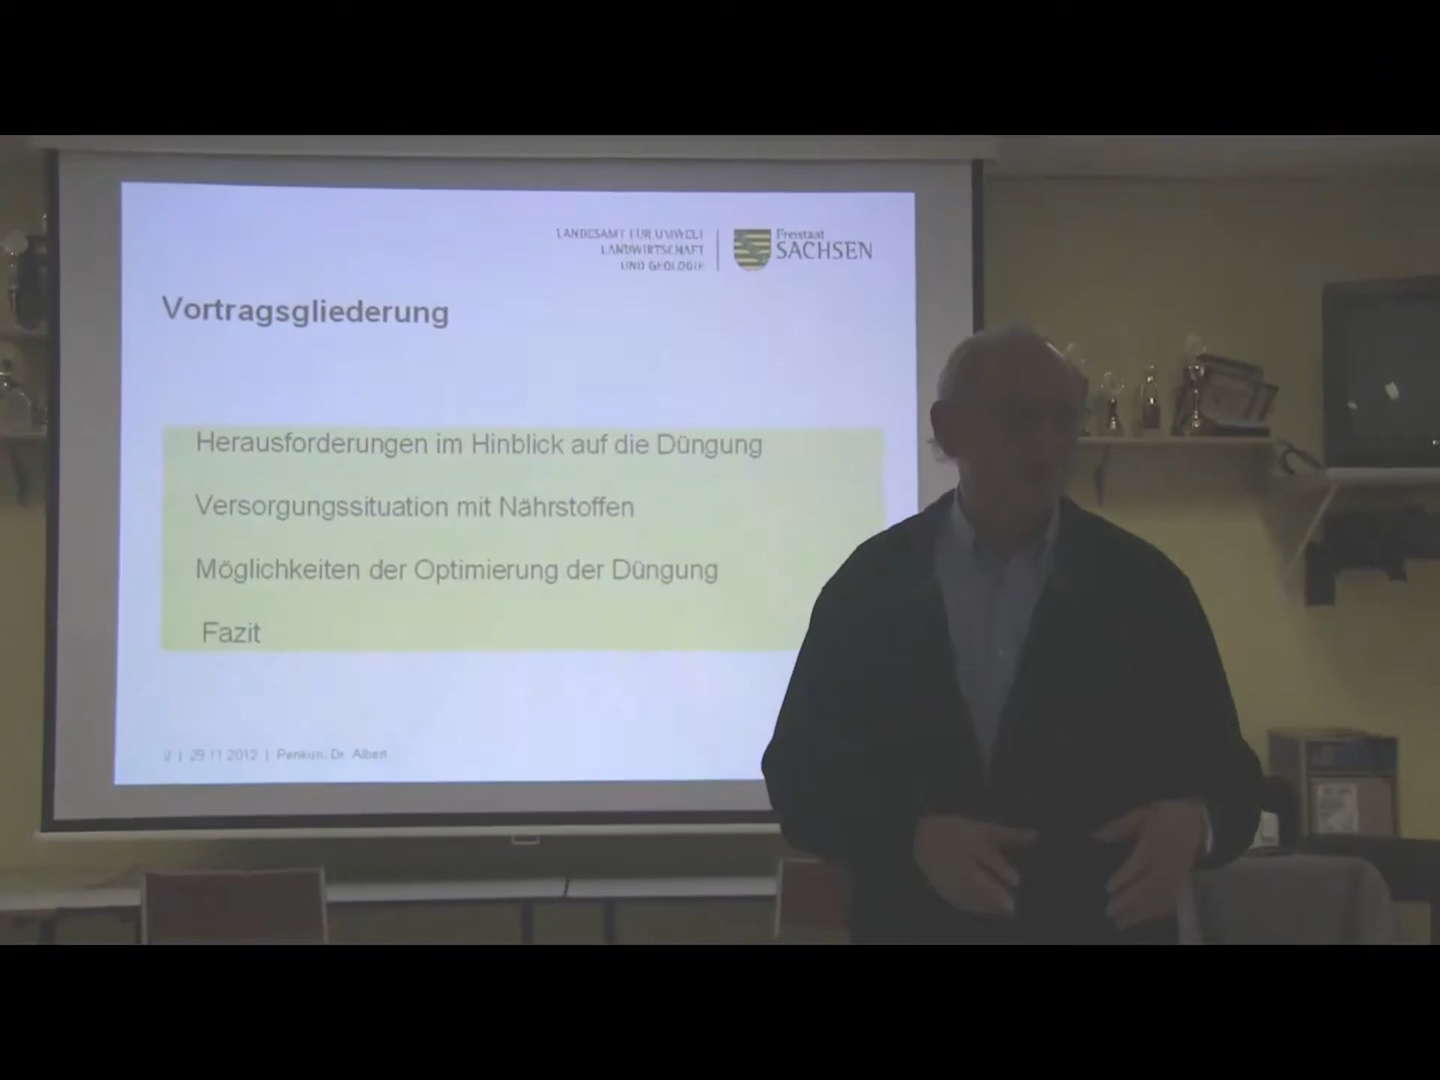 LANDESAMT FÜR UMWELT
LANDWIRTSCHAFT
UND GEOLOGIE
Freistaat
SACHSEN
Vortragsgliederung
Herausforderungen im Hinblick auf die Düngung
Versorgungssituation mit Nährstoffen
Möglichkeiten der Optimierung der Düngung
Fazit
| 29.11.2012 | Penkun, Dr. Albert